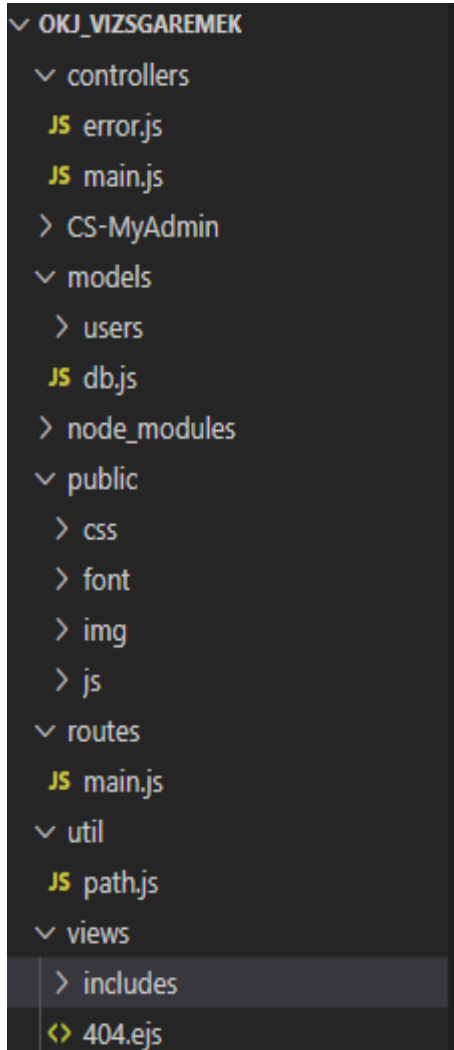 OKJ_VIZSGAREMEK
controllers
JS error.js
JS main.js
CS-MyAdmin
models
users
JS db.js
node_modules
public
css
font
img
js
routes
JS main.js
util
JS path.js
views
includes
<> 404.ejs